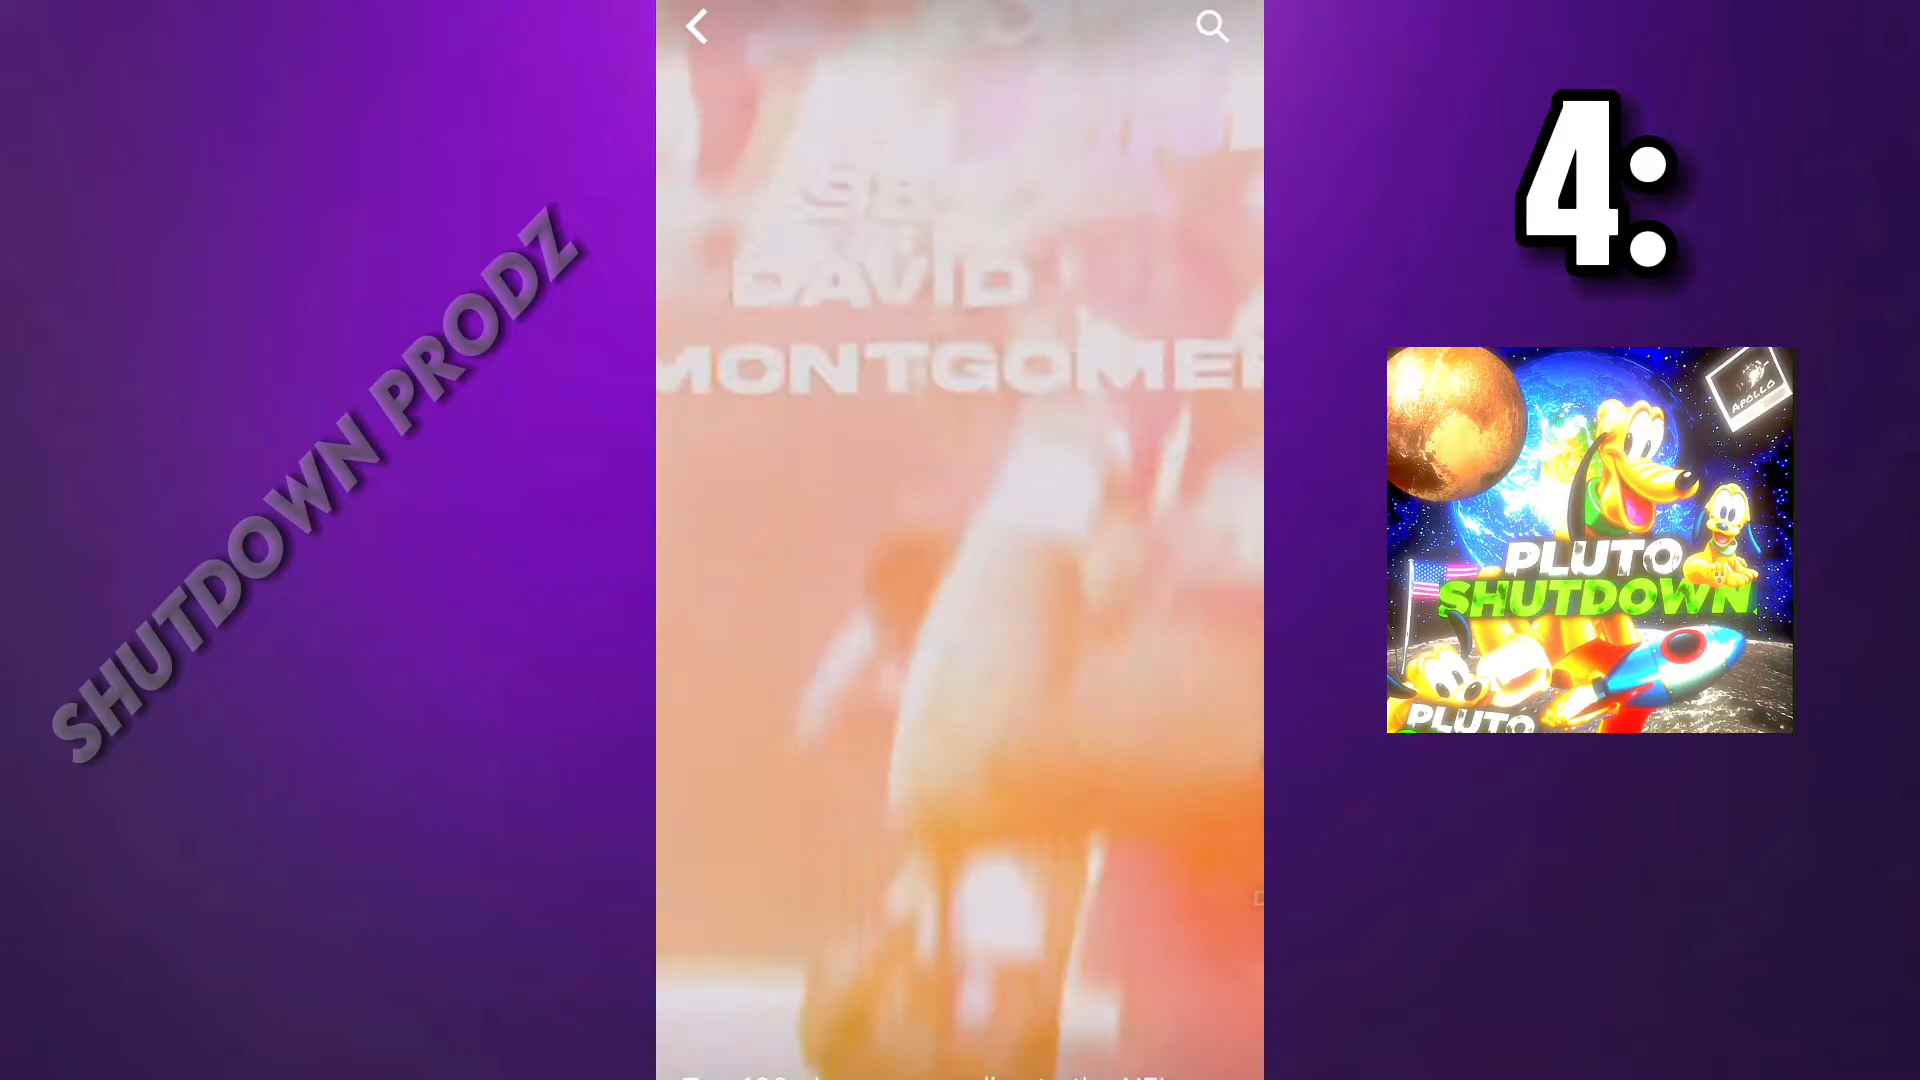 SHUTDOWN PRODZ
DAVID
MONTGOMER
4:
APOLLO
PLUTO
SHUTDOWN
PLUTO